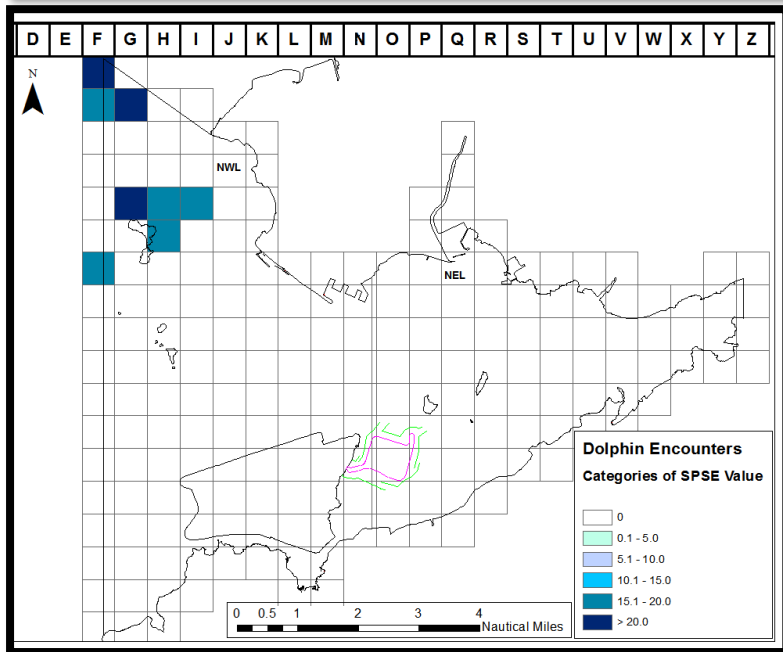 D E F G H I J K L M N O P Q R S T U V W X Y Z
N
NWL
NEL
Dolphin Encounters
Categories of SPSE Value
0
0.1 - 5.0
5.1 - 10.0
10.1 - 15.0
15.1 - 20.0
> 20.0
0 0.5 1 2 3 4
Nautical Miles